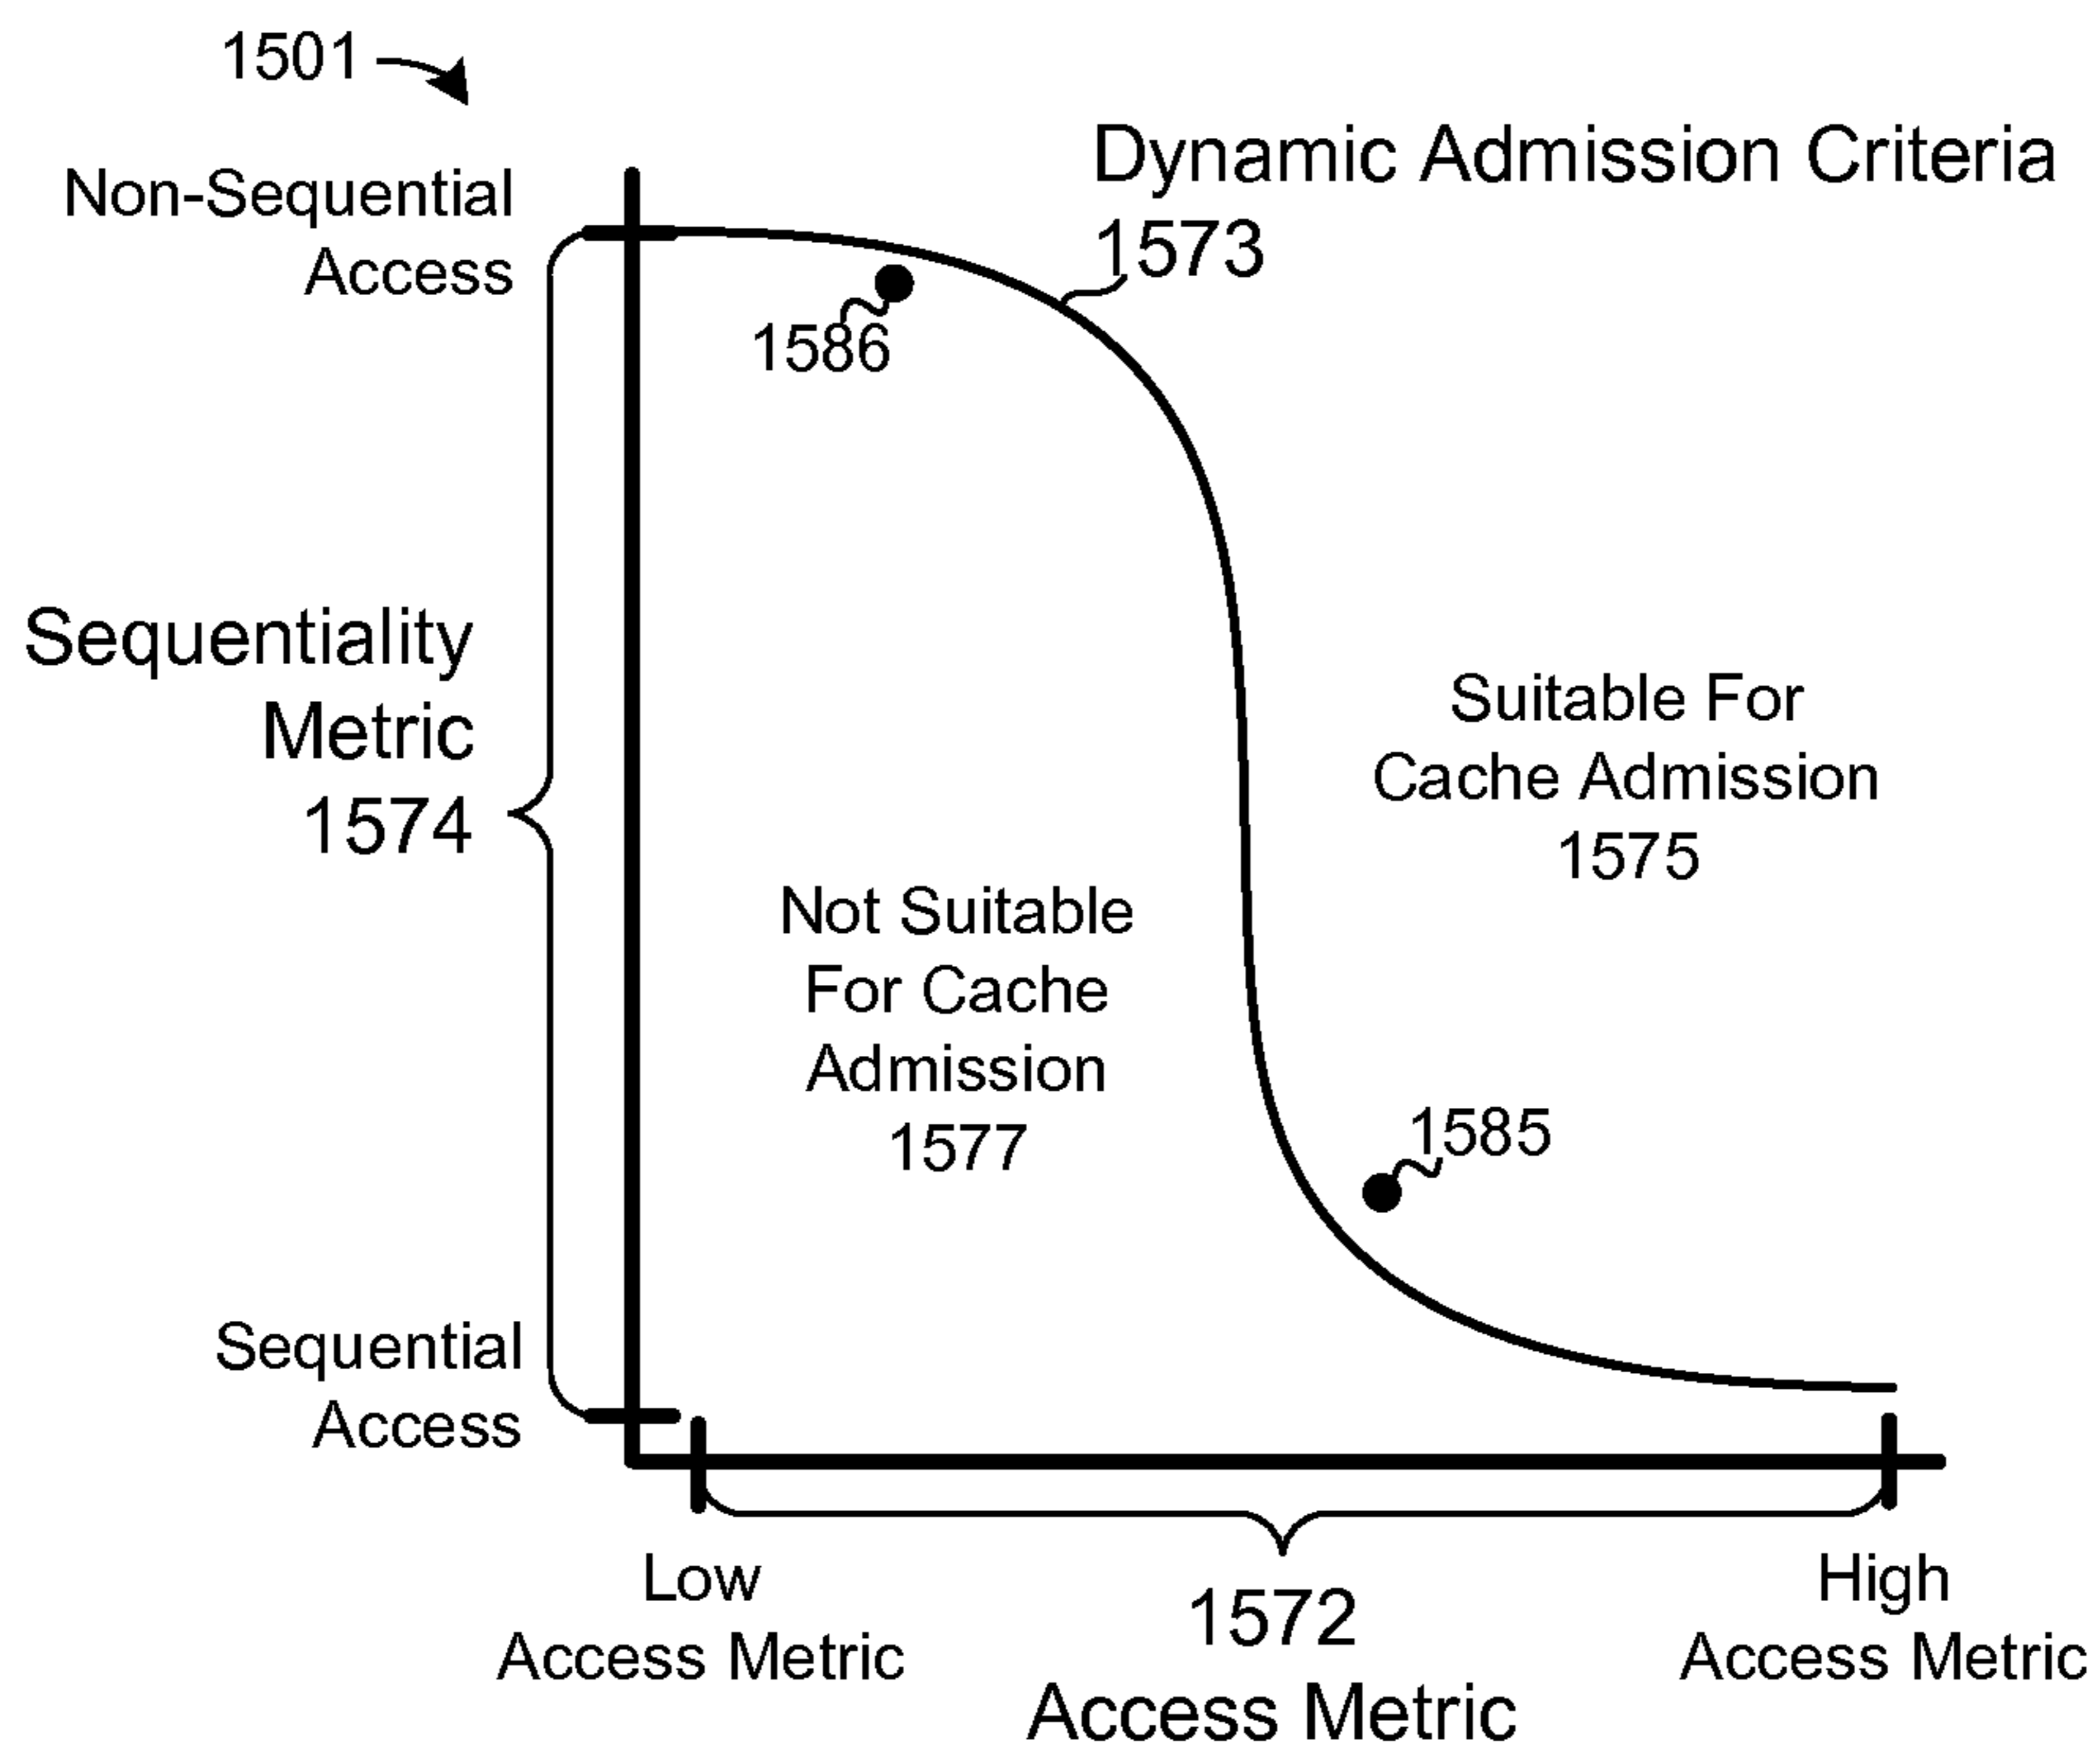 1501
Dynamic Admission Criteria
1573
Non-Sequential
Access
1586
Sequentiality
Metric
1574
Suitable For
Cache Admission
1575
Not Suitable
For Cache
Admission
1577
1585
Sequential
Access
Low
Access Metric
1572
Access Metric
High
Access Metric